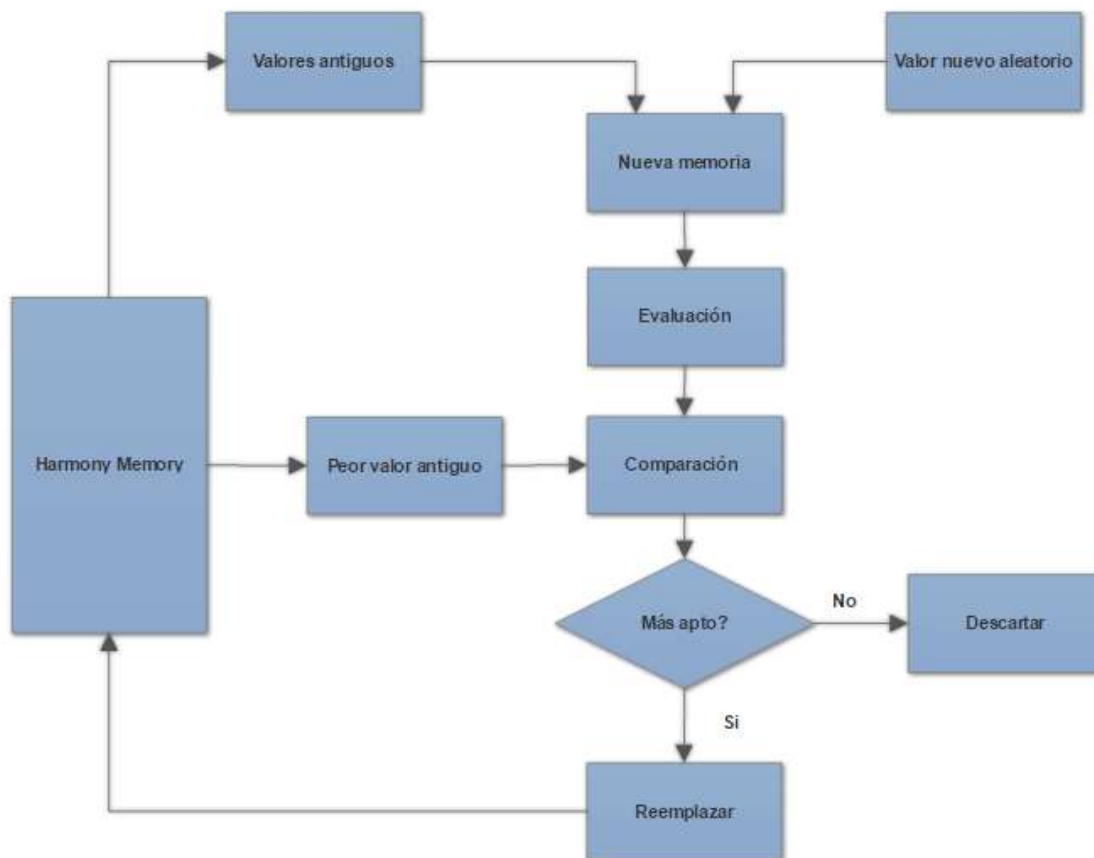 Valores antiguos
Valor nuevo aleatorio
Nueva memoria
Evaluación
Harmony Memory
Peor valor antiguo
Comparación
Más apto?
No
Descartar
Si
Reemplazar